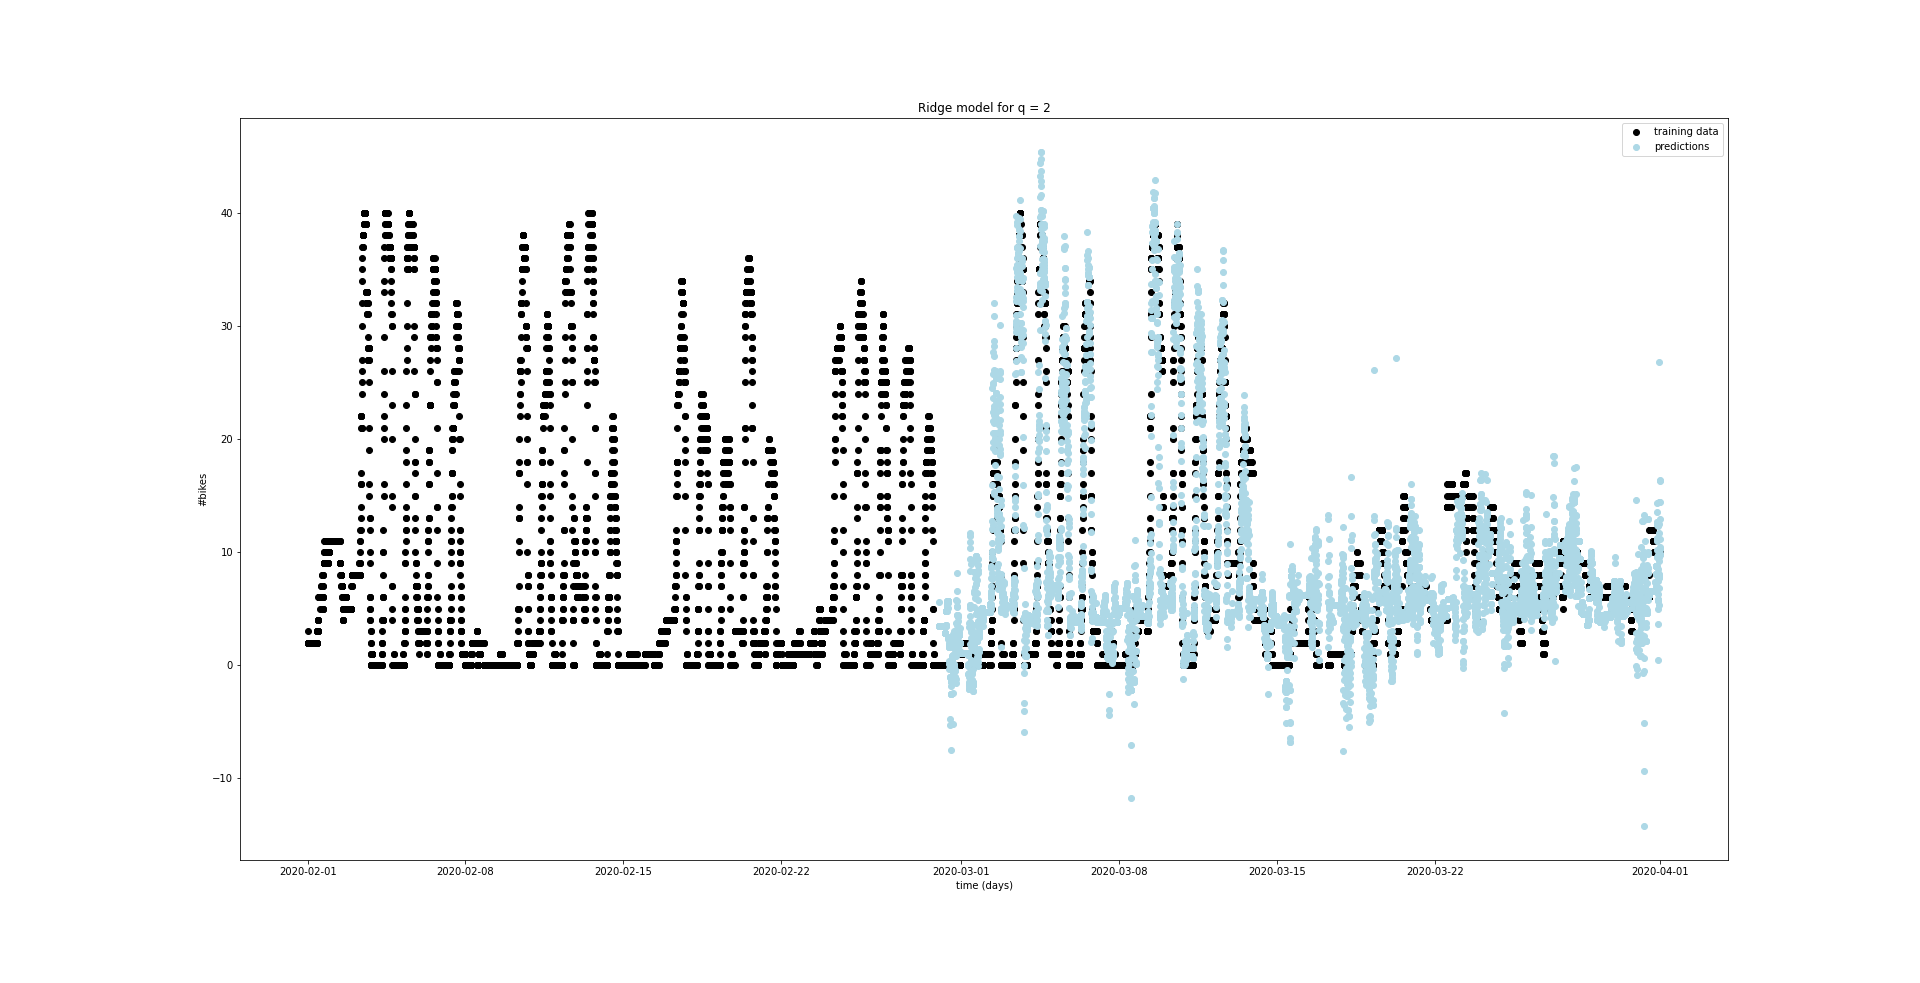 Ridge model for q = 2
training data
predictions
#bikes
40
30
20
10
0
−10
2020-02-01 2020-02-08 2020-02-15 2020-02-22 2020-03-01 2020-03-08 2020-03-15 2020-03-22 2020-04-01
time (days)